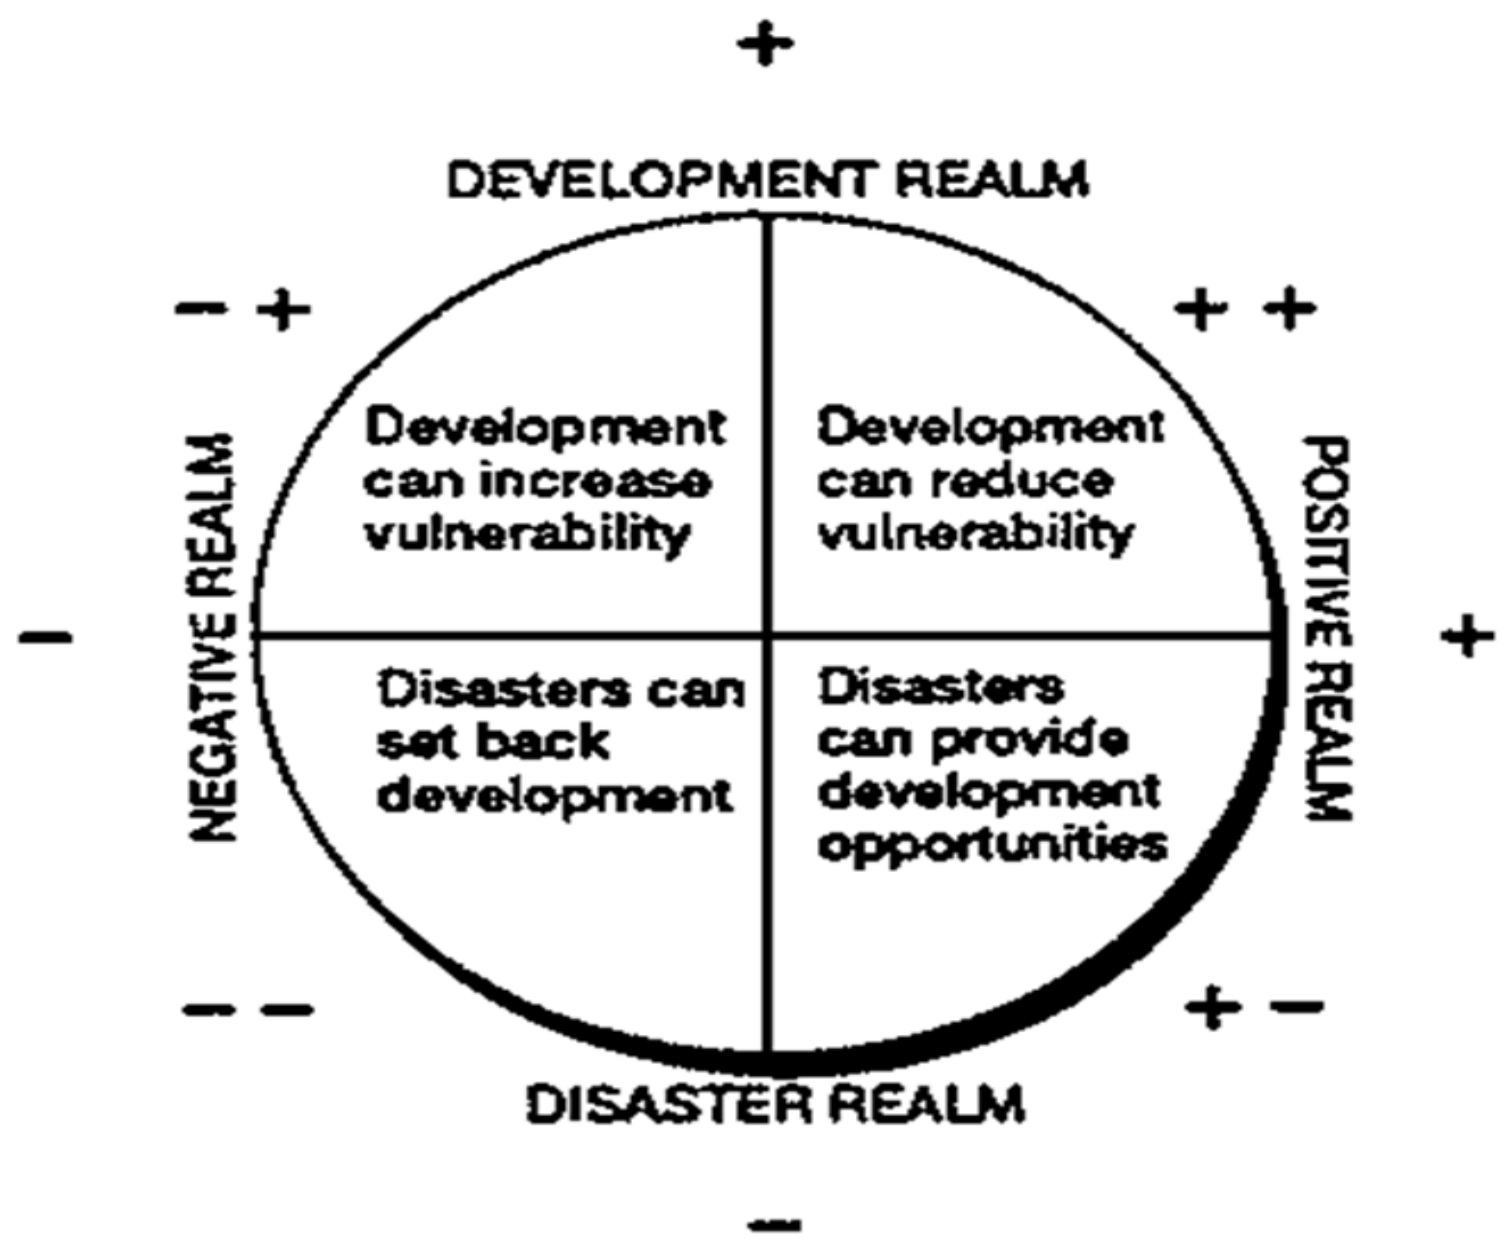 +
DEVELOPMENT REALM
− +
+ +
Development
can increase
vulnerability
Development
can reduce
vulnerability
NEGATIVE REALM
POSITIVE REALM
−
+
Disasters can
set back
development
Disasters
can provide
development
opportunities
− −
+ −
DISASTER REALM
−